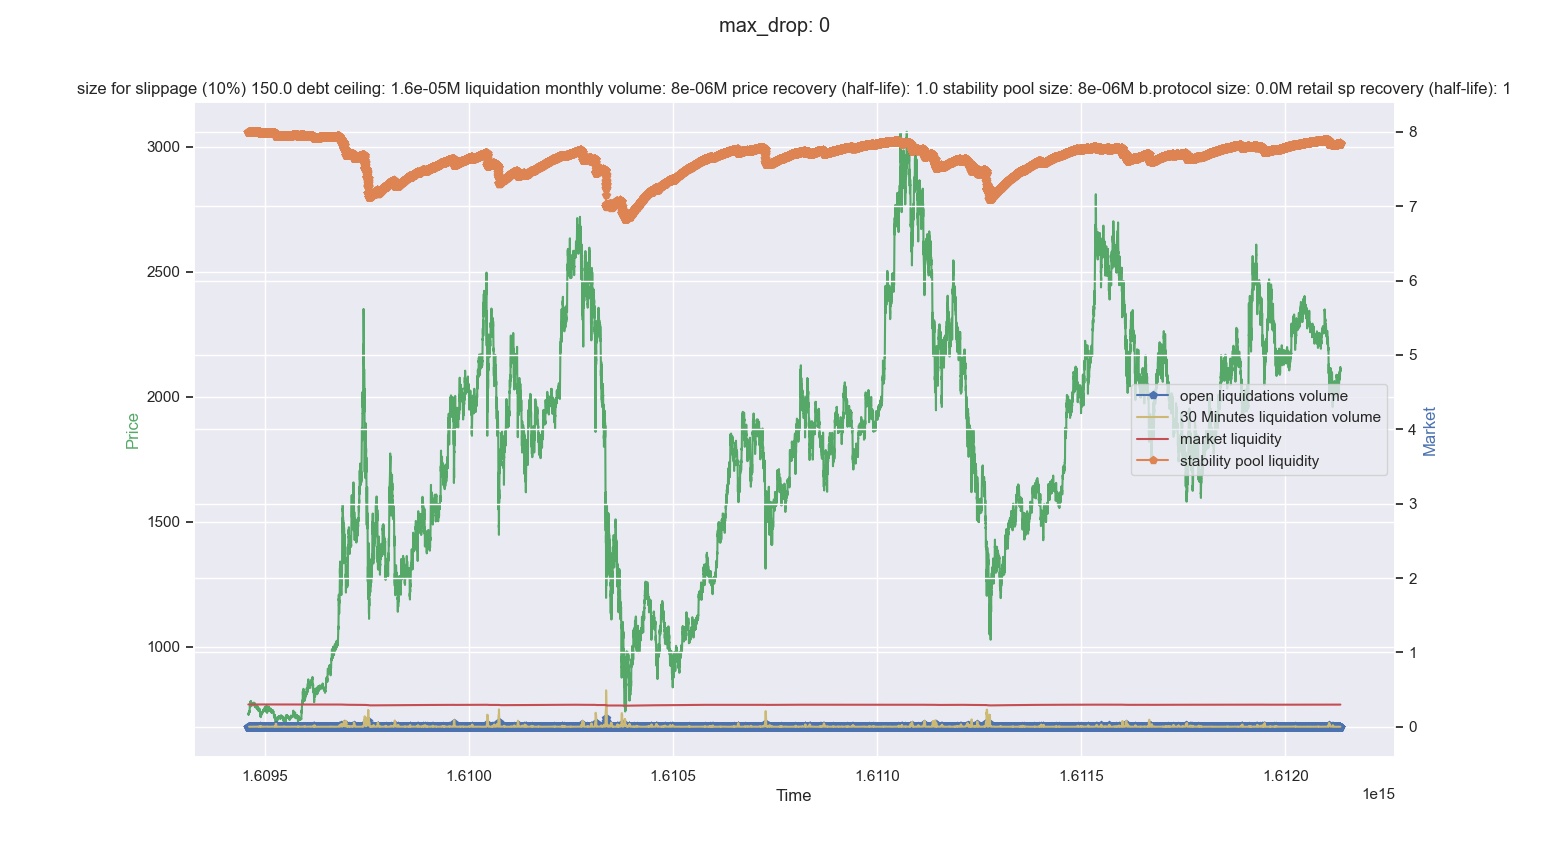 max_drop: 0
size for slippage (10%) 150.0 debt ceiling: 1.6e-05M liquidation monthly volume: 8e-06M price recovery (half-life): 1.0 stability pool size: 8e-06M b.protocol size: 0.0M retail sp recovery (half-life): 1
3000
2500
2000
1500
1000
Price
8
7
6
5
4
3
2
1
0
Market
open liquidations volume
30 Minutes liquidation volume
market liquidity
stability pool liquidity
1.6095 1.6100 1.6105 1.6110 1.6115 1.6120
1e15
Time